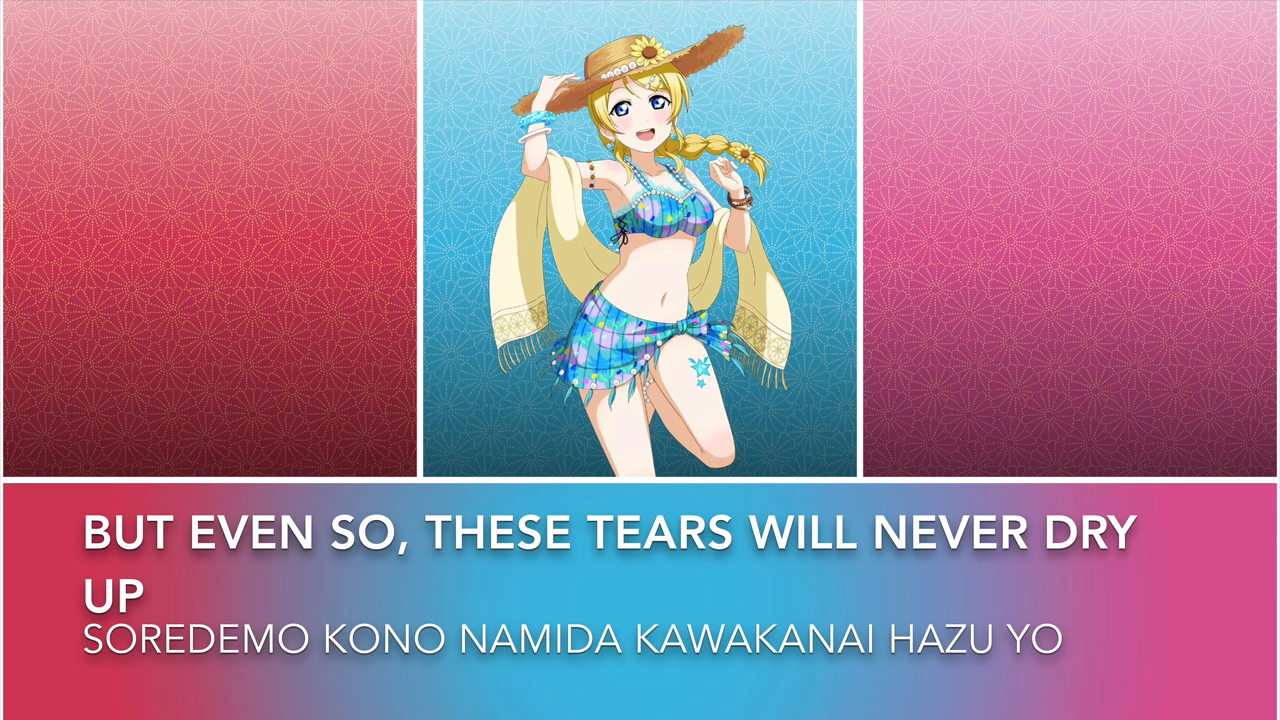 BUT EVEN SO, THESE TEARS WILL NEVER DRY
UP
SOREDEMO KONO NAMIDA KAWAKANAI HAZU YO